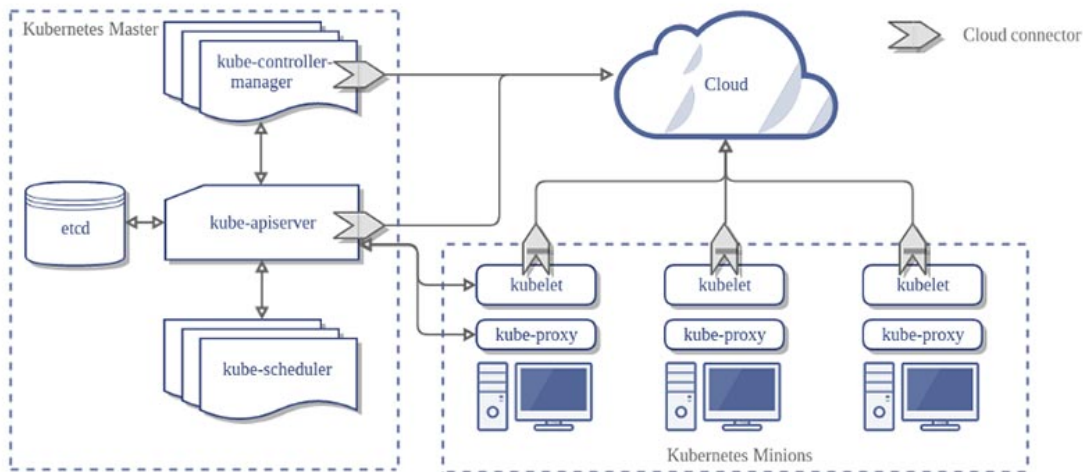 Kubernetes Master
kube-controller-
manager
Cloud
Cloud connector
etcd
kube-apiserver
kubelet
kubelet
kubelet
kube-proxy
kube-proxy
kube-proxy
kube-scheduler
Kubernetes Minions